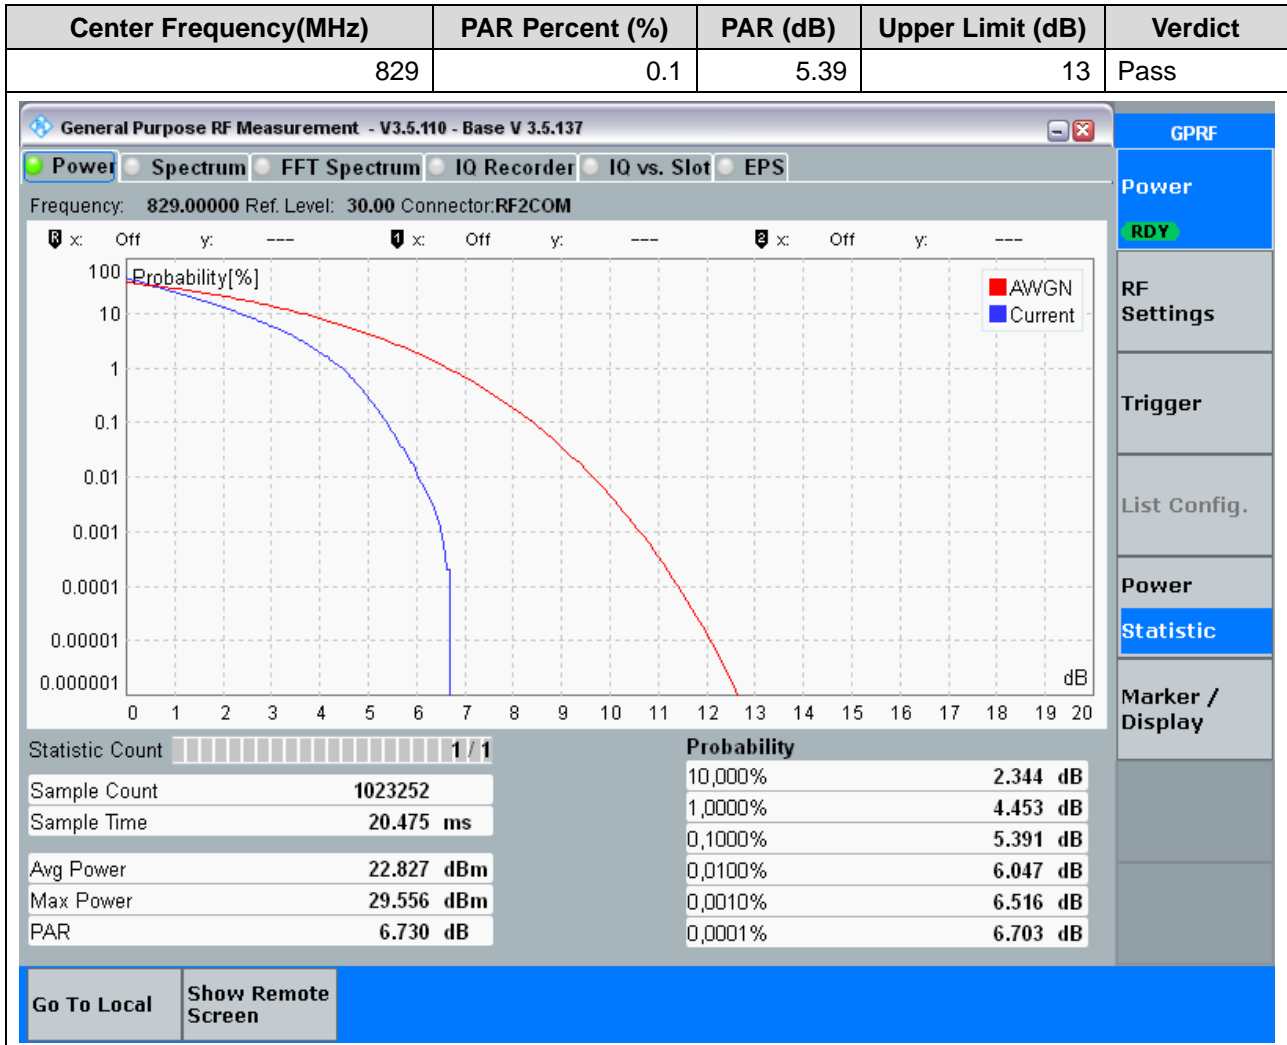 Center Frequency(MHz) PAR Percent (%) PAR (dB) Upper Limit (dB) Verdict
829 0.1 5.39 13 Pass
General Purpose RF Measurement - V3.5.110 - Base V 3.5.137
GPRF
Power Spectrum FFT Spectrum IQ Recorder IQ vs. Slot EPS
Frequency: 829.00000 Ref. Level: 30.00 Connector:RF2COM
R x: Off y: --- 1 x: Off y: --- 2 x: Off y: ---
Probability[%]
100
10
1
0.1
0.01
0.001
0.0001
0.00001
0.000001
AWGN
Current
dB
0 1 2 3 4 5 6 7 8 9 10 11 12 13 14 15 16 17 18 19 20
Statistic Count 1 / 1
Sample Count 1023252
Sample Time 20.475 ms
Avg Power 22.827 dBm
Max Power 29.556 dBm
PAR 6.730 dB
Probability
10,000% 2.344 dB
1,0000% 4.453 dB
0,1000% 5.391 dB
0,0100% 6.047 dB
0,0010% 6.516 dB
0,0001% 6.703 dB
Power
RDY
RF
Settings
Trigger
List Config.
Power
Statistic
Marker /
Display
Go To Local
Show Remote
Screen